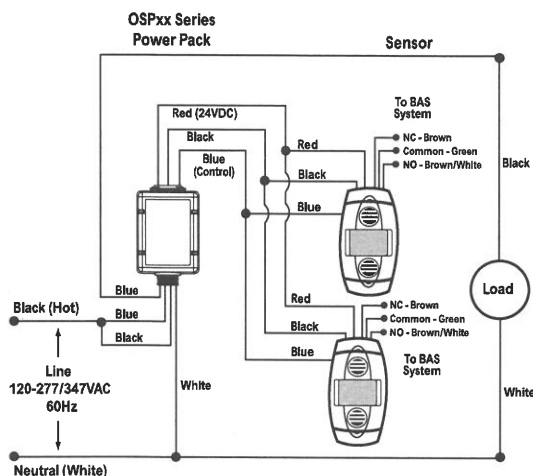 OSPxx Series
Power Pack
Sensor
Red (24VDC)
Black
Blue
(Control)
To BAS
System
Red
NC - Brown
Common - Green
NO - Brown/White
Black
Black
Blue
Load
Blue
Black (Hot)
Blue
Black
Red
NC - Brown
Common - Green
NO - Brown/White
Black
Blue
To BAS
System
Line
120-277/347VAC
60Hz
White
White
Neutral (White)